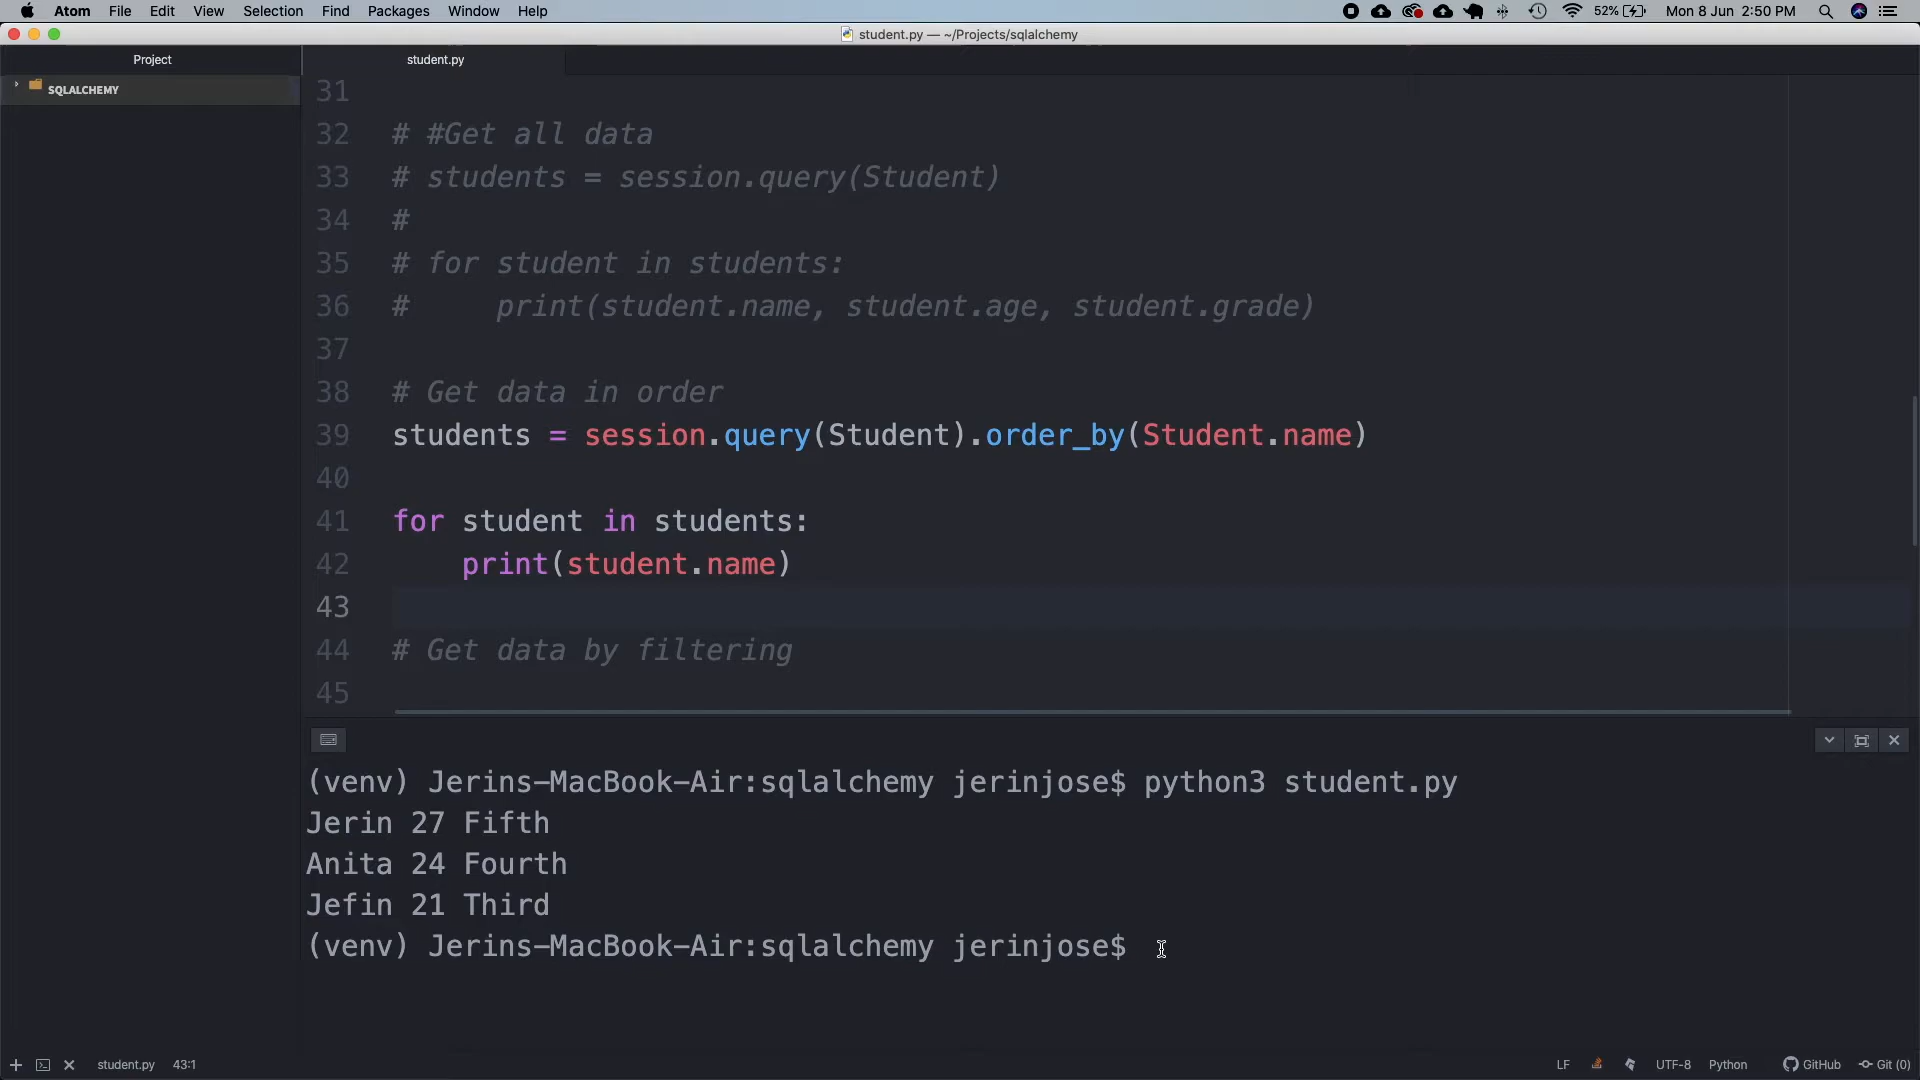 Atom File Edit View Selection Find Packages Window Help 52% Mon 8 Jun 2:50 PM
student.py — ~/Projects/sqlalchemy
Project
student.py
SQLALCHEMY
31
32 # #Get all data
33 # students = session.query(Student)
34 #
35 # for student in students:
36 #     print(student.name, student.age, student.grade)
37
38 # Get data in order
39 students = session.query(Student).order_by(Student.name)
40
41 for student in students:
42     print(student.name)
43
44 # Get data by filtering
45
(venv) Jerins-MacBook-Air:sqlalchemy jerinjose$ python3 student.py
Jerin 27 Fifth
Anita 24 Fourth
Jefin 21 Third
(venv) Jerins-MacBook-Air:sqlalchemy jerinjose$
student.py 43:1 LF UTF-8 Python GitHub Git (0)